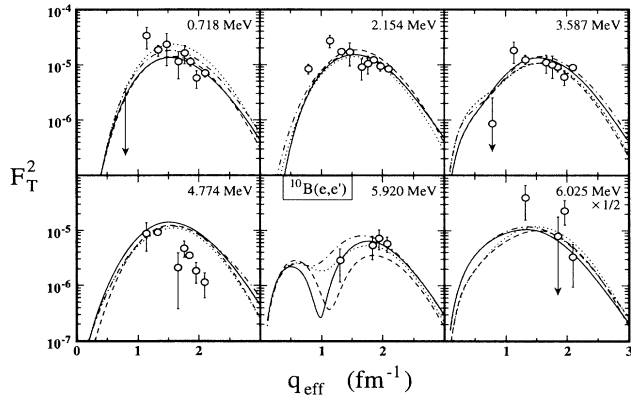 10⁻⁴
0.718 MeV
2.154 MeV
3.587 MeV
10⁻⁵
10⁻⁶
F_T²
4.774 MeV
¹⁰B(e,e')
5.920 MeV
6.025 MeV
×1/2
10⁻⁵
10⁻⁶
10⁻⁷
0 1 2 1 2 1 2 3
q_eff (fm⁻¹)